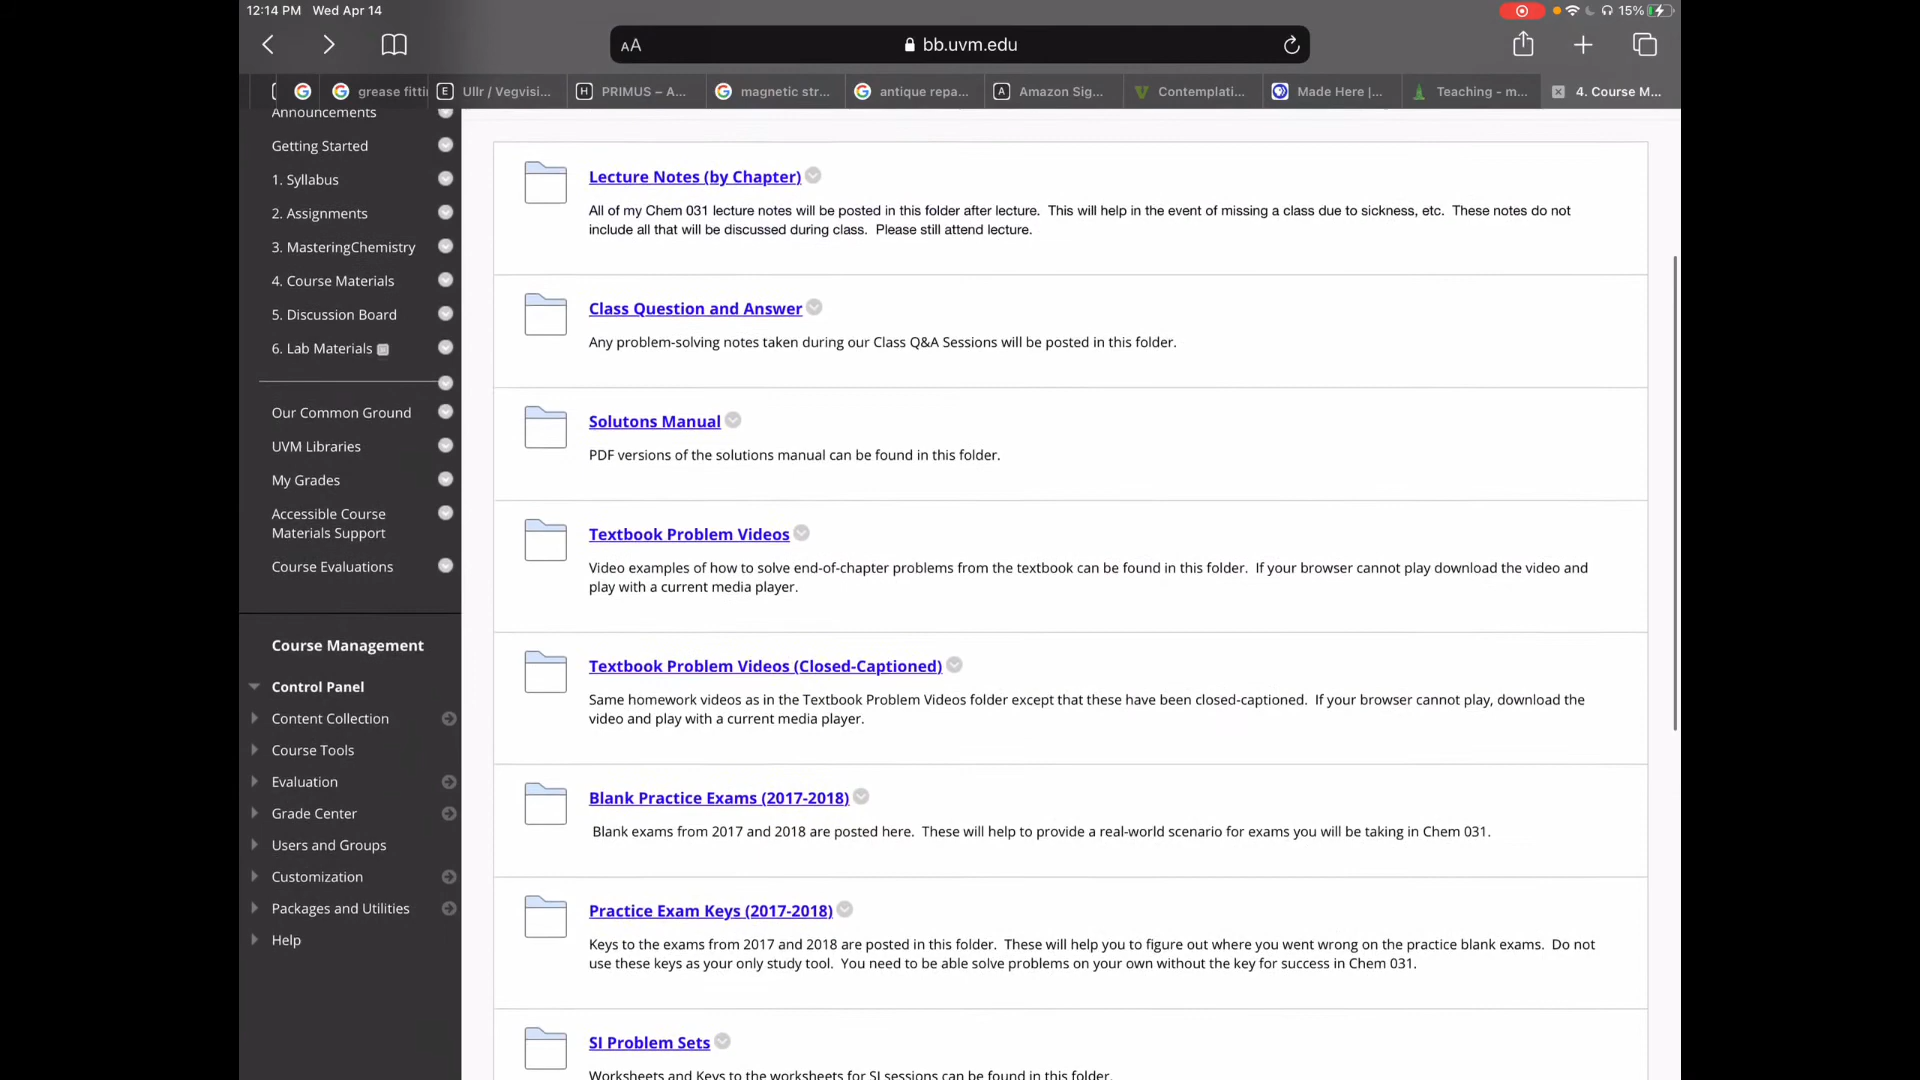 12:14 PM Wed Apr 14
15%
AA
bb.uvm.edu
grease fitti
E Ullr / Vegvisi...
H PRIMUS – A...
magnetic str...
antique repa...
A Amazon Sig...
Contemplati...
Made Here |...
Teaching - m...
4. Course M...
Announcements
Getting Started
1. Syllabus
2. Assignments
3. MasteringChemistry
4. Course Materials
5. Discussion Board
6. Lab Materials
Our Common Ground
UVM Libraries
My Grades
Accessible Course
Materials Support
Course Evaluations
Course Management
Control Panel
Content Collection
Course Tools
Evaluation
Grade Center
Users and Groups
Customization
Packages and Utilities
Help
Lecture Notes (by Chapter)
All of my Chem 031 lecture notes will be posted in this folder after lecture. This will help in the event of missing a class due to sickness, etc. These notes do not
include all that will be discussed during class. Please still attend lecture.
Class Question and Answer
Any problem-solving notes taken during our Class Q&A Sessions will be posted in this folder.
Solutons Manual
PDF versions of the solutions manual can be found in this folder.
Textbook Problem Videos
Video examples of how to solve end-of-chapter problems from the textbook can be found in this folder. If your browser cannot play download the video and
play with a current media player.
Textbook Problem Videos (Closed-Captioned)
Same homework videos as in the Textbook Problem Videos folder except that these have been closed-captioned. If your browser cannot play, download the
video and play with a current media player.
Blank Practice Exams (2017-2018)
Blank exams from 2017 and 2018 are posted here. These will help to provide a real-world scenario for exams you will be taking in Chem 031.
Practice Exam Keys (2017-2018)
Keys to the exams from 2017 and 2018 are posted in this folder. These will help you to figure out where you went wrong on the practice blank exams. Do not
use these keys as your only study tool. You need to be able solve problems on your own without the key for success in Chem 031.
SI Problem Sets
Worksheets and Keys to the worksheets for SI sessions can be found in this folder.